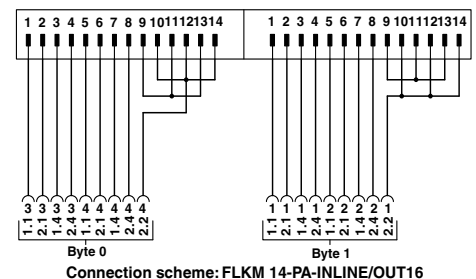 1 2 3 4 5 6 7 8 9 10 11 12 13 14
1 2 3 4 5 6 7 8 9 10 11 12 13 14
3 3 3 3 4 4 4 4 4
1.1 2.1 1.4 2.4 1.1 2.1 1.4 2.4 2.2
1 1 1 1 2 2 2 2 1
1.1 2.1 1.4 2.4 1.1 2.1 1.4 2.4 2.2
Byte 0
Byte 1
Connection scheme: FLKM 14-PA-INLINE/OUT16